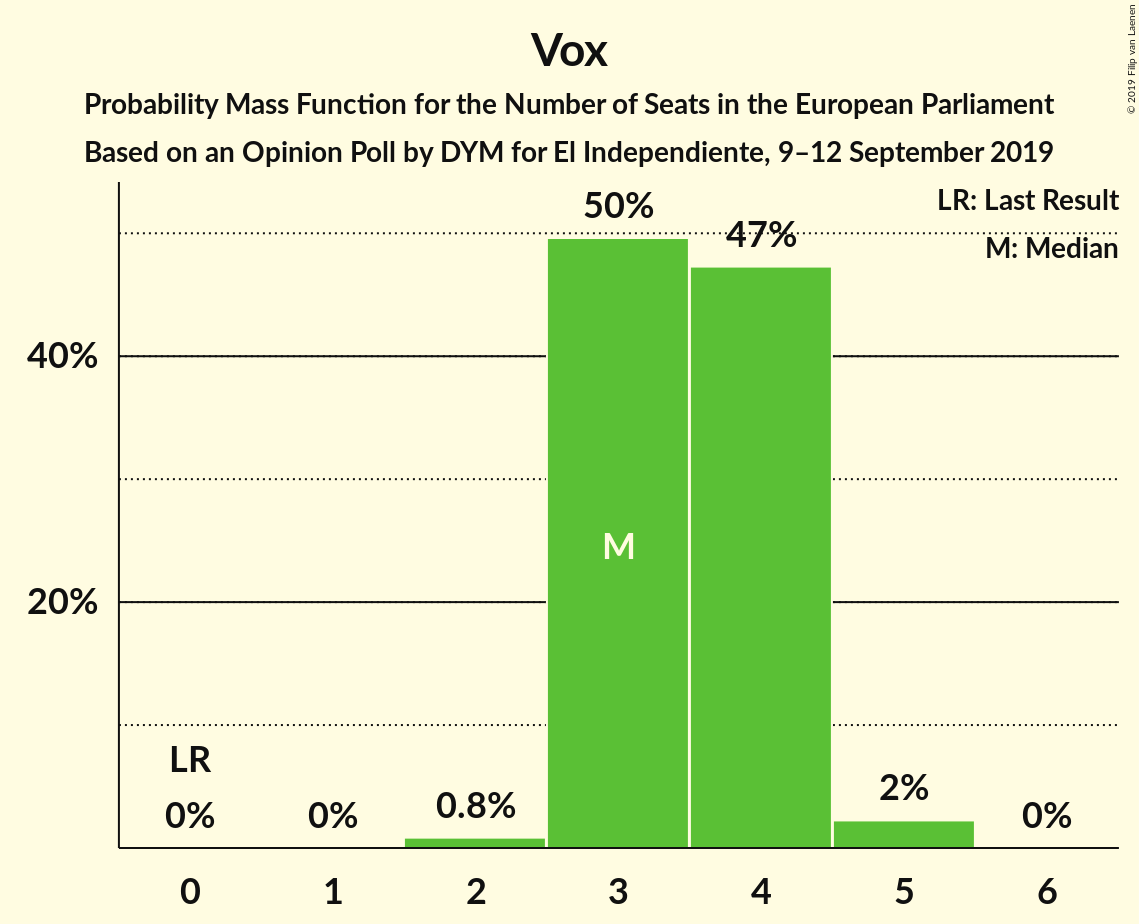 Vox
Probability Mass Function for the Number of Seats in the European Parliament
Based on an Opinion Poll by DYM for El Independiente, 9–12 September 2019
© 2019 Filip van Laenen
LR: Last Result
M: Median
50%
47%
40%
M
20%
LR
0%
0%
0.8%
2%
0%
0 1 2 3 4 5 6